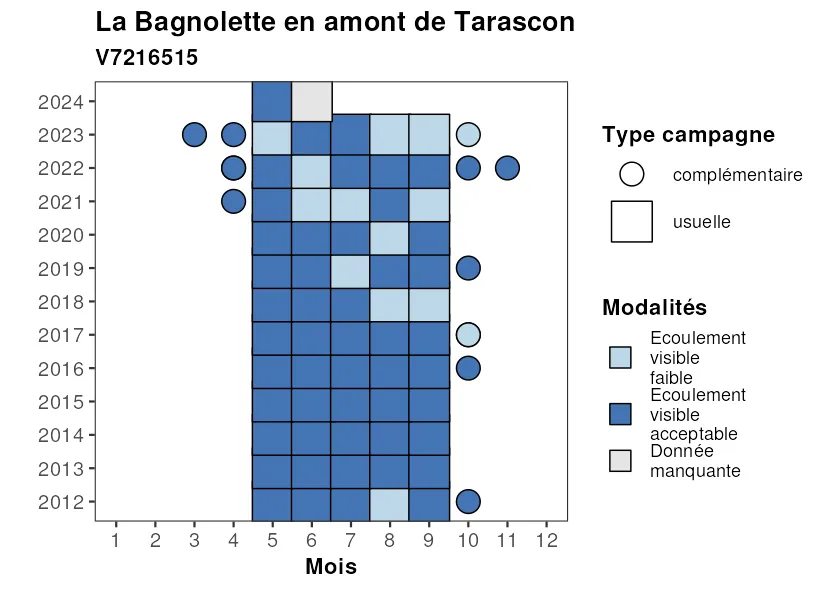 La Bagnolette en amont de Tarascon
V7216515
2024
2023
2022
2021
2020
2019
2018
2017
2016
2015
2014
2013
2012
1 2 3 4 5 6 7 8 9 10 11 12
Mois
Type campagne
complémentaire
usuelle
Modalités
Ecoulement
visible
faible
Ecoulement
visible
acceptable
Donnée
manquante